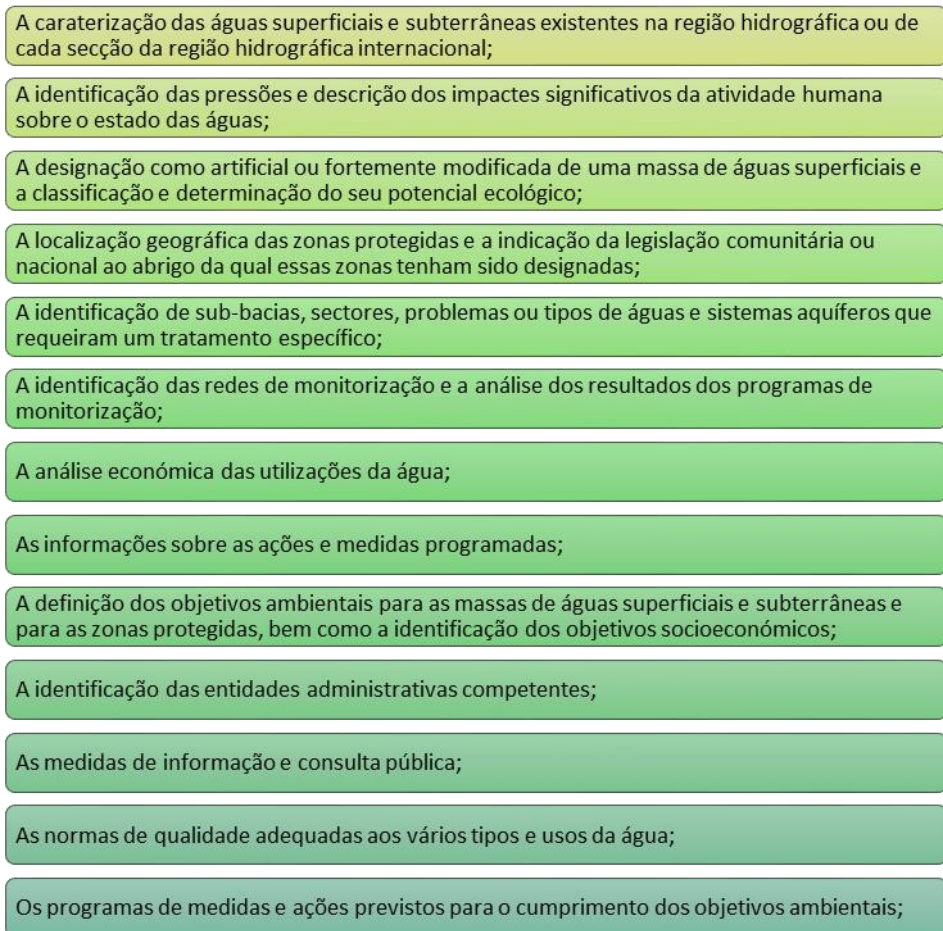 A caraterização das águas superficiais e subterrâneas existentes na região hidrográfica ou de
cada secção da região hidrográfica internacional;
A identificação das pressões e descrição dos impactes significativos da atividade humana
sobre o estado das águas;
A designação como artificial ou fortemente modificada de uma massa de águas superficiais e
a classificação e determinação do seu potencial ecológico;
A localização geográfica das zonas protegidas e a indicação da legislação comunitária ou
nacional ao abrigo da qual essas zonas tenham sido designadas;
A identificação de sub-bacias, sectores, problemas ou tipos de águas e sistemas aquíferos que
requeiram um tratamento específico;
A identificação das redes de monitorização e a análise dos resultados dos programas de
monitorização;
A análise económica das utilizações da água;
As informações sobre as ações e medidas programadas;
A definição dos objetivos ambientais para as massas de águas superficiais e subterrâneas e
para as zonas protegidas, bem como a identificação dos objetivos socioeconómicos;
A identificação das entidades administrativas competentes;
As medidas de informação e consulta pública;
As normas de qualidade adequadas aos vários tipos e usos da água;
Os programas de medidas e ações previstos para o cumprimento dos objetivos ambientais;